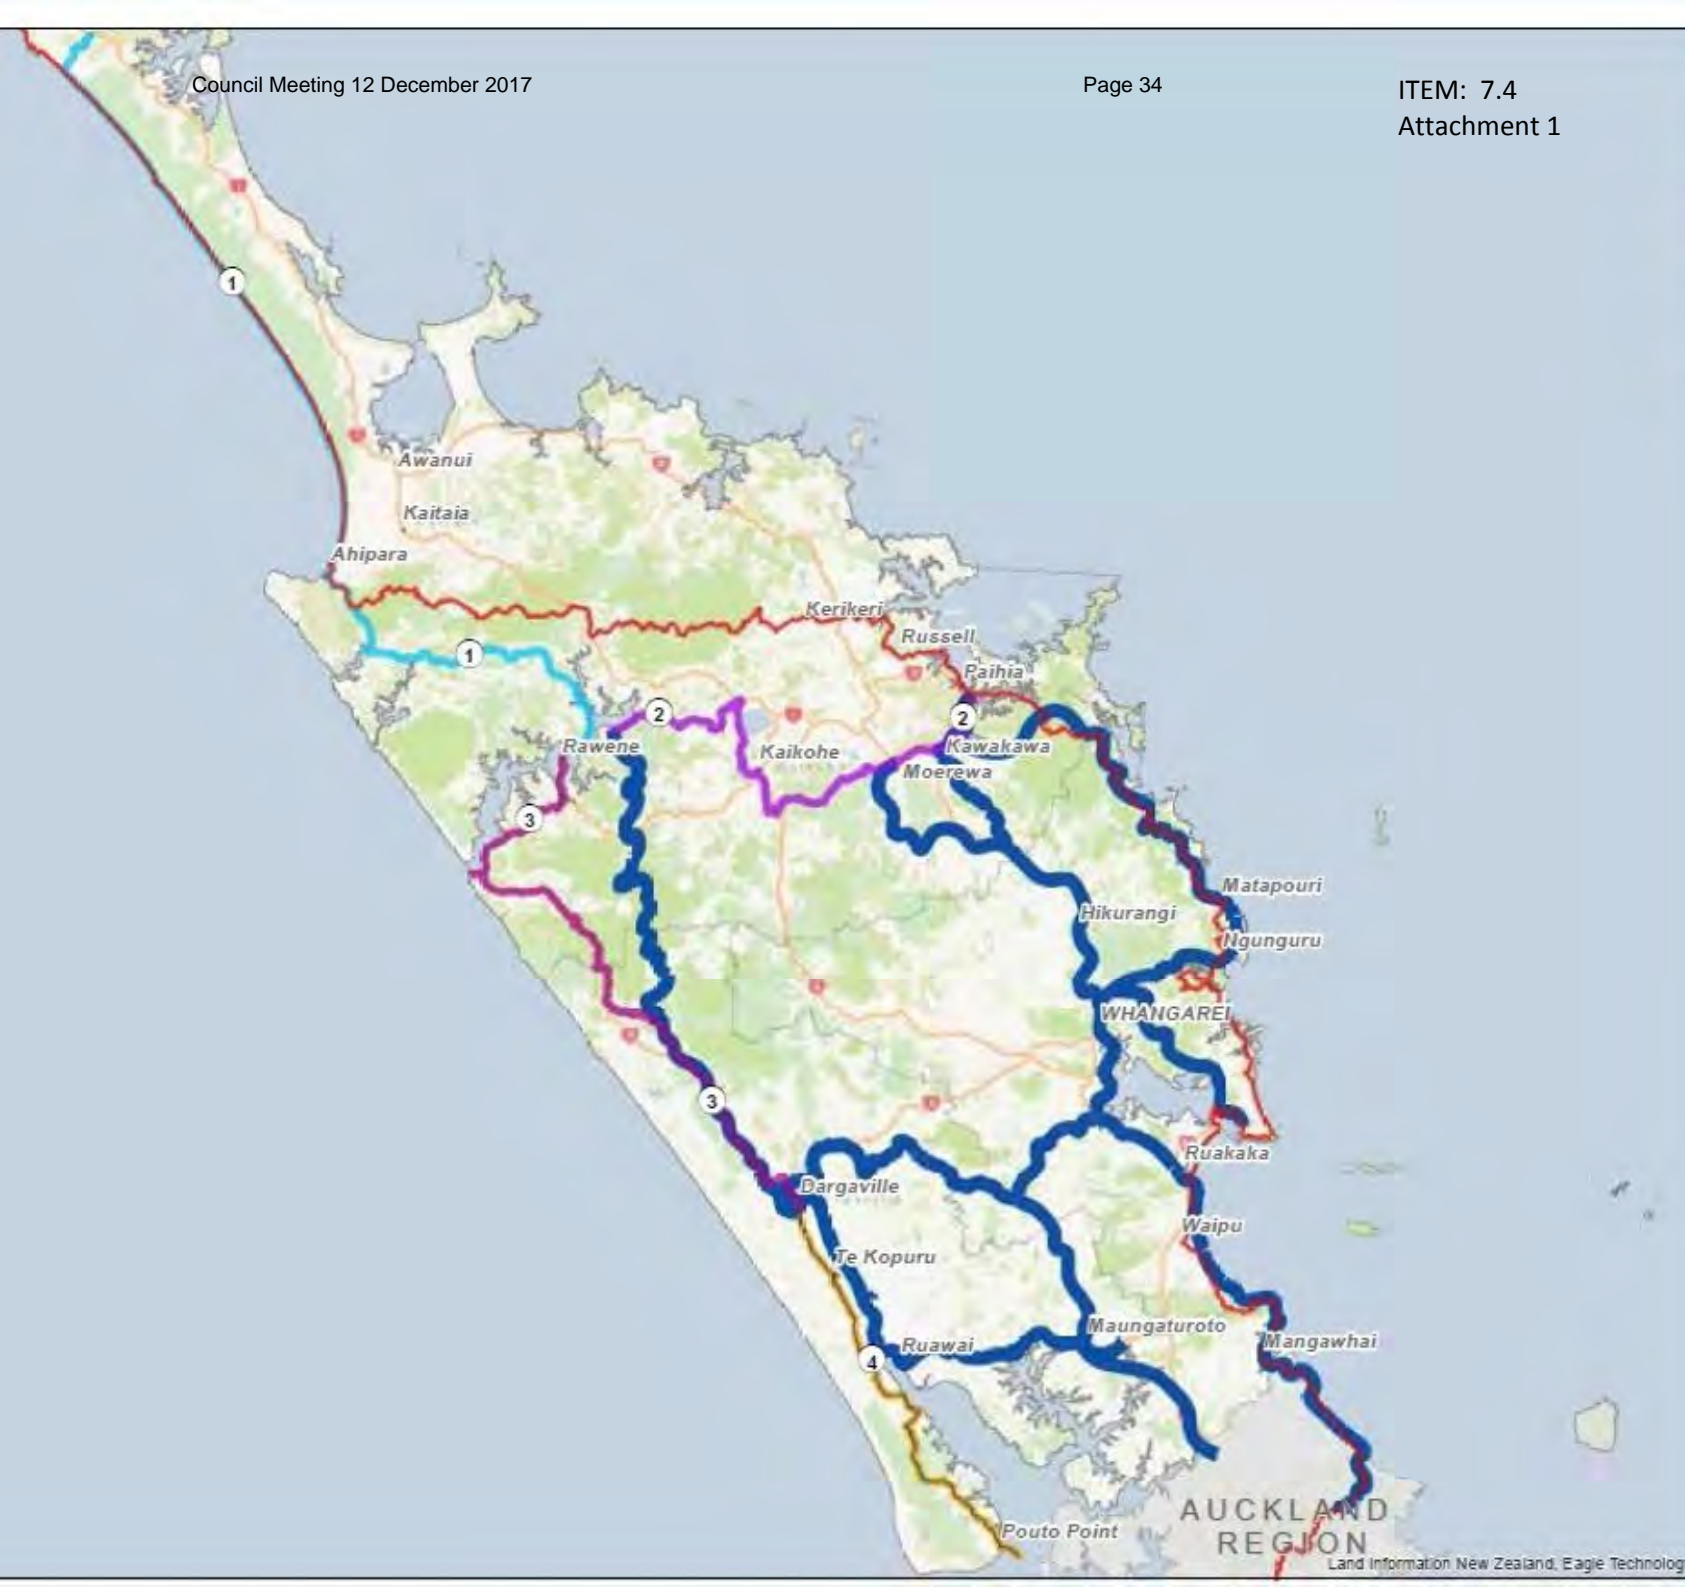 Council Meeting 12 December 2017
Page 34
ITEM: 7.4
Attachment 1
1
Awanui
Kaitaia
Ahipara
Kerikeri
Russell
1
Paihia
2
2
Rawene
Kaikohe
Kawakawa
Moerewa
3
Matapouri
Hikurangi
Ngunguru
WHANGAREI
3
Ruakaka
Dargaville
Waipu
Te Kopuru
Maungaturoto
Mangawhai
Ruawai
4
AUCKLAND
REGION
Pouto Point
Land Information New Zealand, Eagle Technolog